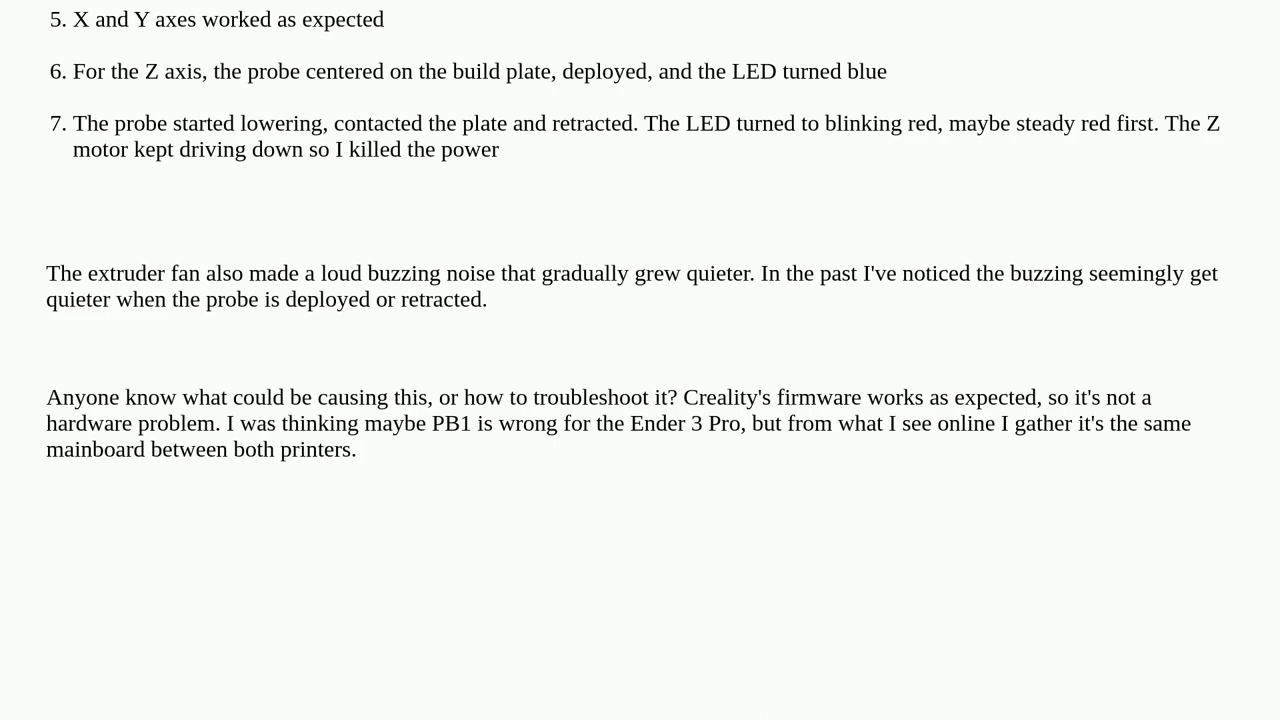 5. X and Y axes worked as expected
6. For the Z axis, the probe centered on the build plate, deployed, and the LED turned blue
7. The probe started lowering, contacted the plate and retracted. The LED turned to blinking red, maybe steady red first. The Z
motor kept driving down so I killed the power
The extruder fan also made a loud buzzing noise that gradually grew quieter. In the past I've noticed the buzzing seemingly get
quieter when the probe is deployed or retracted.
Anyone know what could be causing this, or how to troubleshoot it? Creality's firmware works as expected, so it's not a
hardware problem. I was thinking maybe PB1 is wrong for the Ender 3 Pro, but from what I see online I gather it's the same
mainboard between both printers.